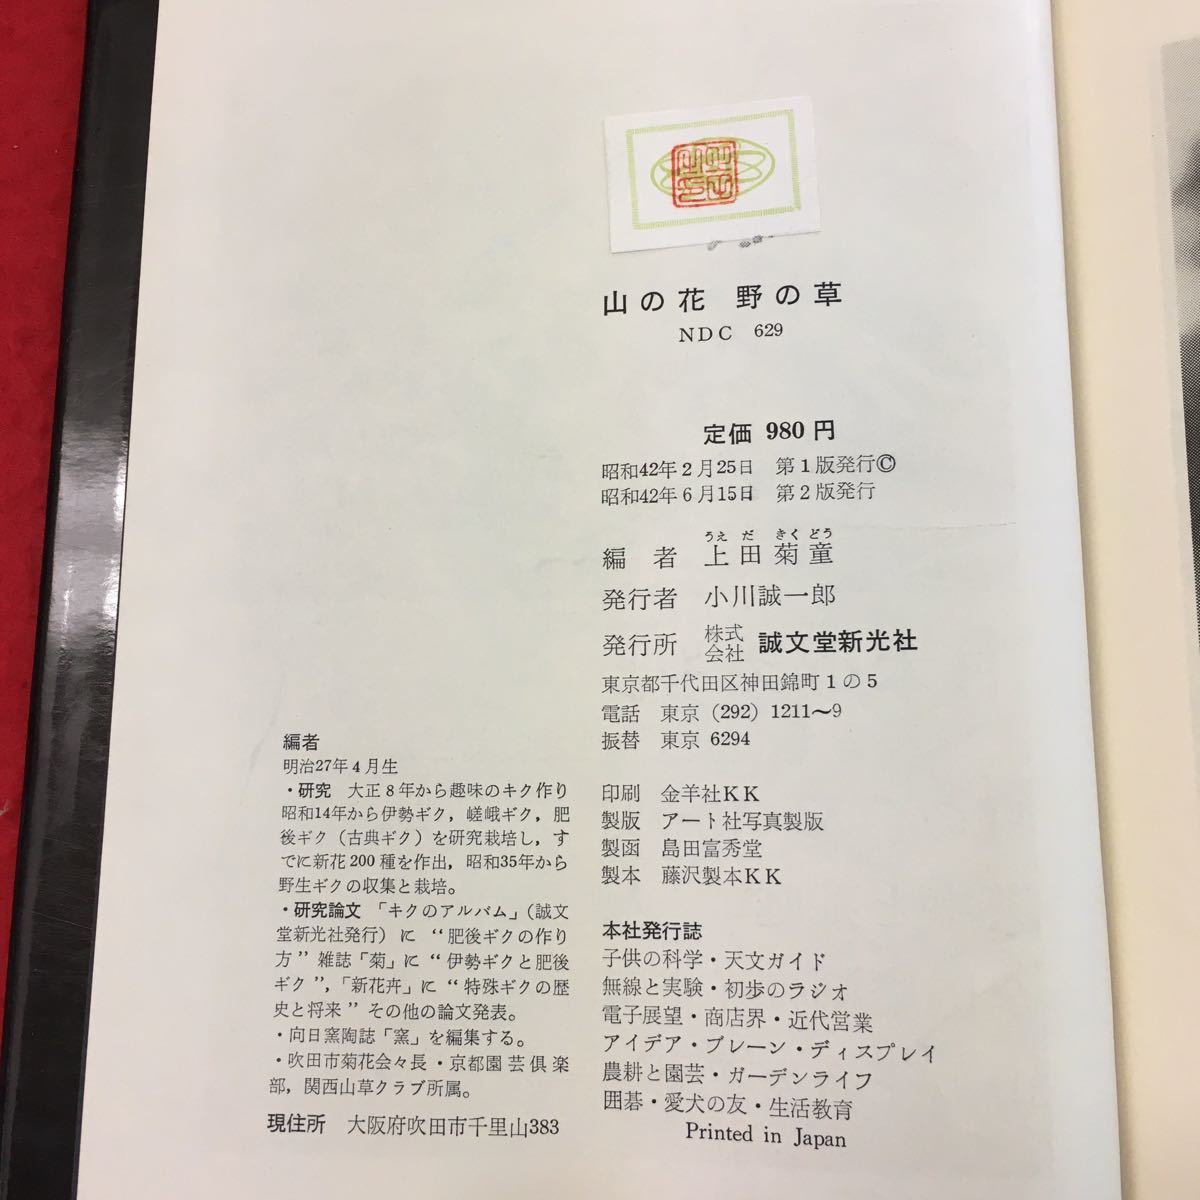 山の花 野の草
NDC 629
定価 980円
昭和42年2月25日 第1版発行©
昭和42年6月15日 第2版発行
うえ だ きく どう
編 者 上田菊童
発行者 小川誠一郎
発行所 株式会社 誠文堂新光社
東京都千代田区神田錦町1の5
電話 東京 (292) 1211〜9
振替 東京 6294
印刷 金羊社KK
製版 アート社写真製版
製函 島田富秀堂
製本 藤沢製本KK
本社発行誌
子供の科学・天文ガイド
無線と実験・初歩のラジオ
電子展望・商店界・近代営業
アイデア・ブレーン・ディスプレイ
農耕と園芸・ガーデンライフ
囲碁・愛犬の友・生活教育
Printed in Japan
編者
明治27年4月生
・研究 大正8年から趣味のキク作り
昭和14年から伊勢ギク,嵯峨ギク,肥
後ギク(古典ギク)を研究栽培し,す
でに新花200種を作出,昭和35年から
野生ギクの収集と栽培。
・研究論文 「キクのアルバム」(誠文
堂新光社発行)に “肥後ギクの作り
方” 雑誌「菊」に “伊勢ギクと肥後
ギク”,「新花卉」に “特殊ギクの歴
史と将来” その他の論文発表。
・向日窯陶誌「窯」を編集する。
・吹田市菊花会々長・京都園芸倶楽
部,関西山草クラブ所属。
現住所 大阪府吹田市千里山383